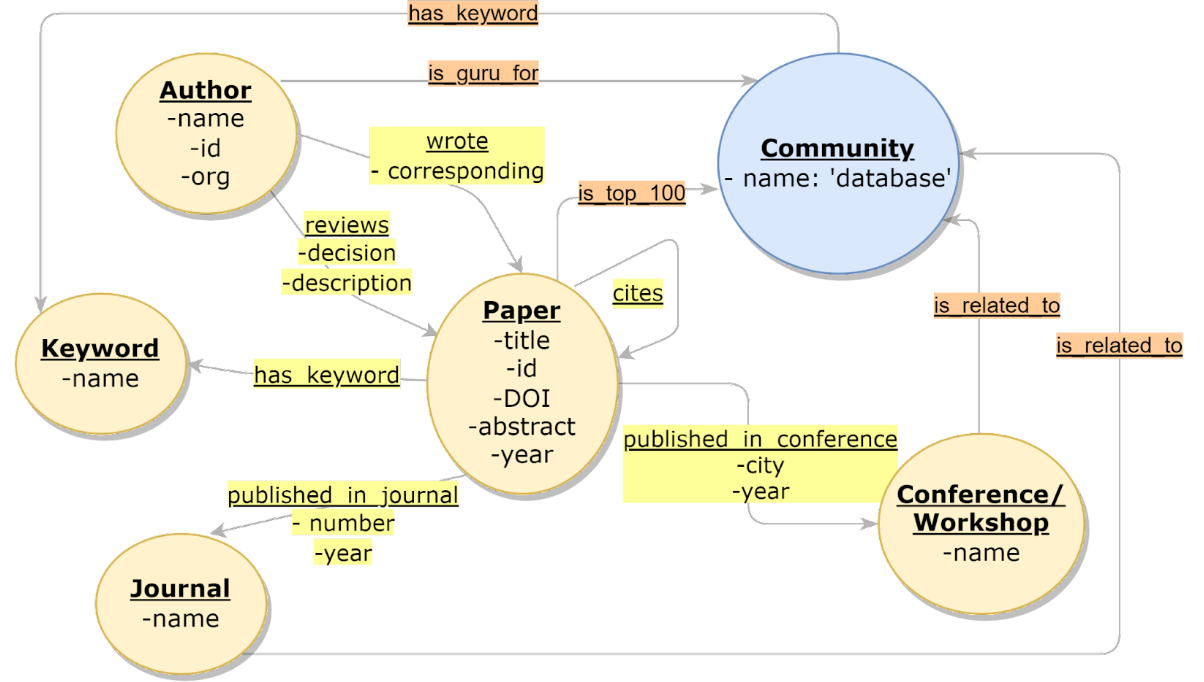 has_keyword
Author
-name
-id
-org
is_guru_for
wrote
- corresponding
Community
- name: 'database'
is_top_100
reviews
-decision
-description
cites
Paper
-title
-id
-DOI
-abstract
-year
is_related_to
is_related_to
Keyword
-name
has_keyword
published_in_conference
-city
-year
published_in_journal
- number
-year
Conference/
Workshop
-name
Journal
-name